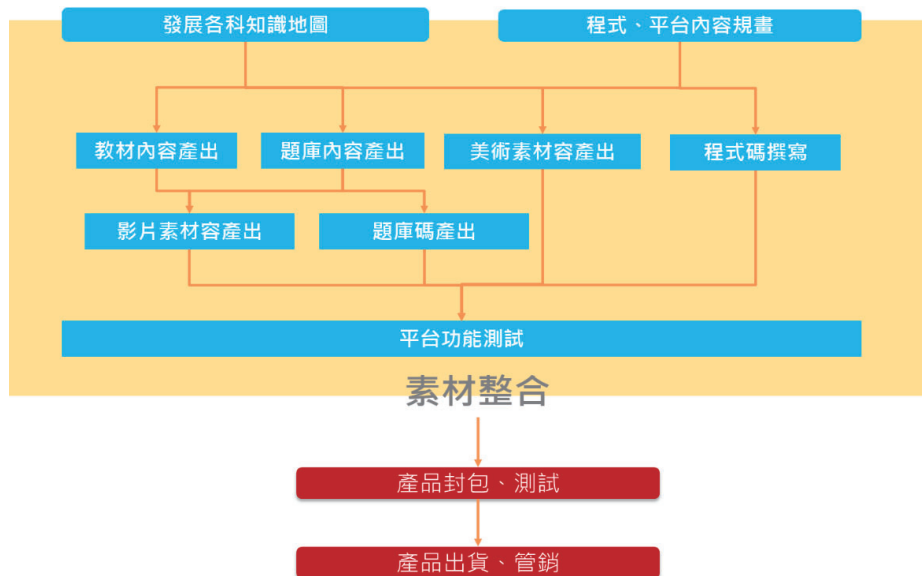 發展各科知識地圖
程式、平台內容規畫
教材內容產出
題庫內容產出
美術素材容產出
程式碼撰寫
影片素材容產出
題庫碼產出
平台功能測試
素材整合
產品封包、測試
產品出貨、管銷